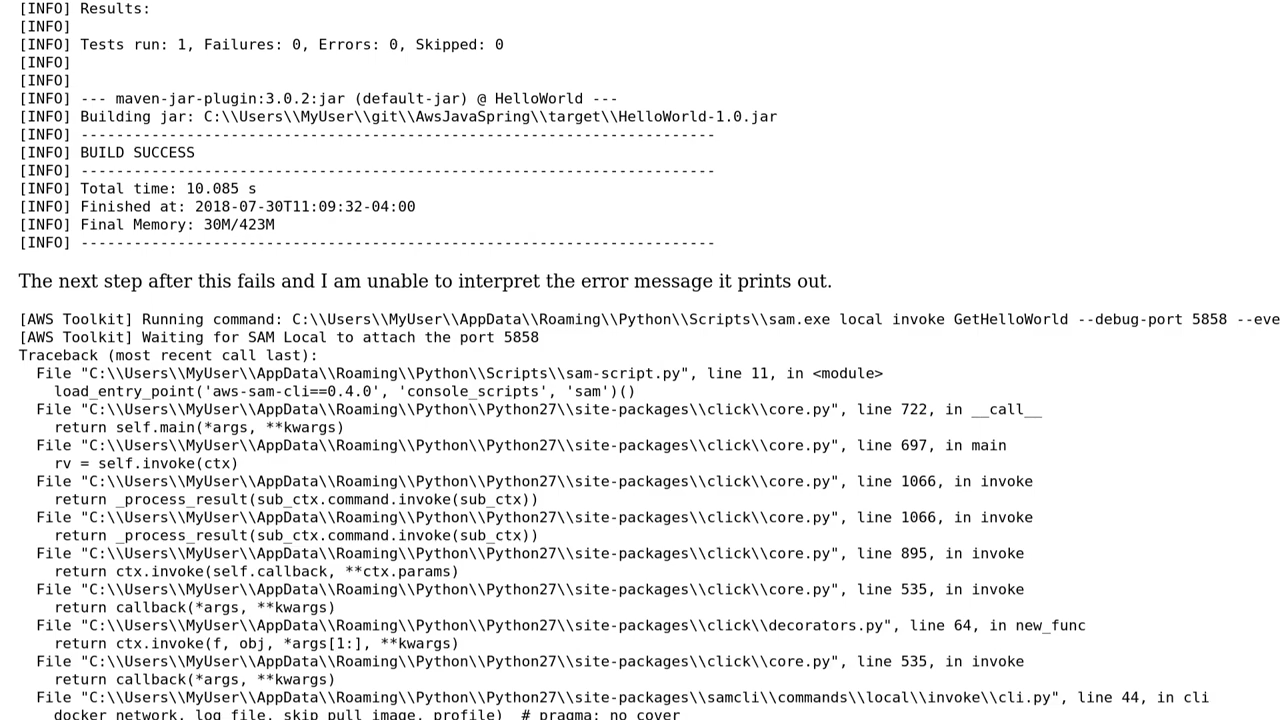 [INFO] Results:
[INFO]
[INFO] Tests run: 1, Failures: 0, Errors: 0, Skipped: 0
[INFO]
[INFO]
[INFO] --- maven-jar-plugin:3.0.2:jar (default-jar) @ HelloWorld ---
[INFO] Building jar: C:\\Users\\MyUser\\git\\AwsJavaSpring\\target\\HelloWorld-1.0.jar
[INFO] ------------------------------------------------------------------------
[INFO] BUILD SUCCESS
[INFO] ------------------------------------------------------------------------
[INFO] Total time: 10.085 s
[INFO] Finished at: 2018-07-30T11:09:32-04:00
[INFO] Final Memory: 30M/423M
[INFO] ------------------------------------------------------------------------
The next step after this fails and I am unable to interpret the error message it prints out.
[AWS Toolkit] Running command: C:\\Users\\MyUser\\AppData\\Roaming\\Python\\Scripts\\sam.exe local invoke GetHelloWorld --debug-port 5858 --eve
[AWS Toolkit] Waiting for SAM Local to attach the port 5858
Traceback (most recent call last):
  File "C:\\Users\\MyUser\\AppData\\Roaming\\Python\\Scripts\\sam-script.py", line 11, in <module>
    load_entry_point('aws-sam-cli==0.4.0', 'console_scripts', 'sam')()
  File "C:\\Users\\MyUser\\AppData\\Roaming\\Python\\Python27\\site-packages\\click\\core.py", line 722, in __call__
    return self.main(*args, **kwargs)
  File "C:\\Users\\MyUser\\AppData\\Roaming\\Python\\Python27\\site-packages\\click\\core.py", line 697, in main
    rv = self.invoke(ctx)
  File "C:\\Users\\MyUser\\AppData\\Roaming\\Python\\Python27\\site-packages\\click\\core.py", line 1066, in invoke
    return _process_result(sub_ctx.command.invoke(sub_ctx))
  File "C:\\Users\\MyUser\\AppData\\Roaming\\Python\\Python27\\site-packages\\click\\core.py", line 1066, in invoke
    return _process_result(sub_ctx.command.invoke(sub_ctx))
  File "C:\\Users\\MyUser\\AppData\\Roaming\\Python\\Python27\\site-packages\\click\\core.py", line 895, in invoke
    return ctx.invoke(self.callback, **ctx.params)
  File "C:\\Users\\MyUser\\AppData\\Roaming\\Python\\Python27\\site-packages\\click\\core.py", line 535, in invoke
    return callback(*args, **kwargs)
  File "C:\\Users\\MyUser\\AppData\\Roaming\\Python\\Python27\\site-packages\\click\\decorators.py", line 64, in new_func
    return ctx.invoke(f, obj, *args[1:], **kwargs)
  File "C:\\Users\\MyUser\\AppData\\Roaming\\Python\\Python27\\site-packages\\click\\core.py", line 535, in invoke
    return callback(*args, **kwargs)
  File "C:\\Users\\MyUser\\AppData\\Roaming\\Python\\Python27\\site-packages\\samcli\\commands\\local\\invoke\\cli.py", line 44, in cli
    docker_network, log_file, skip_pull_image, profile)  # pragma: no cover